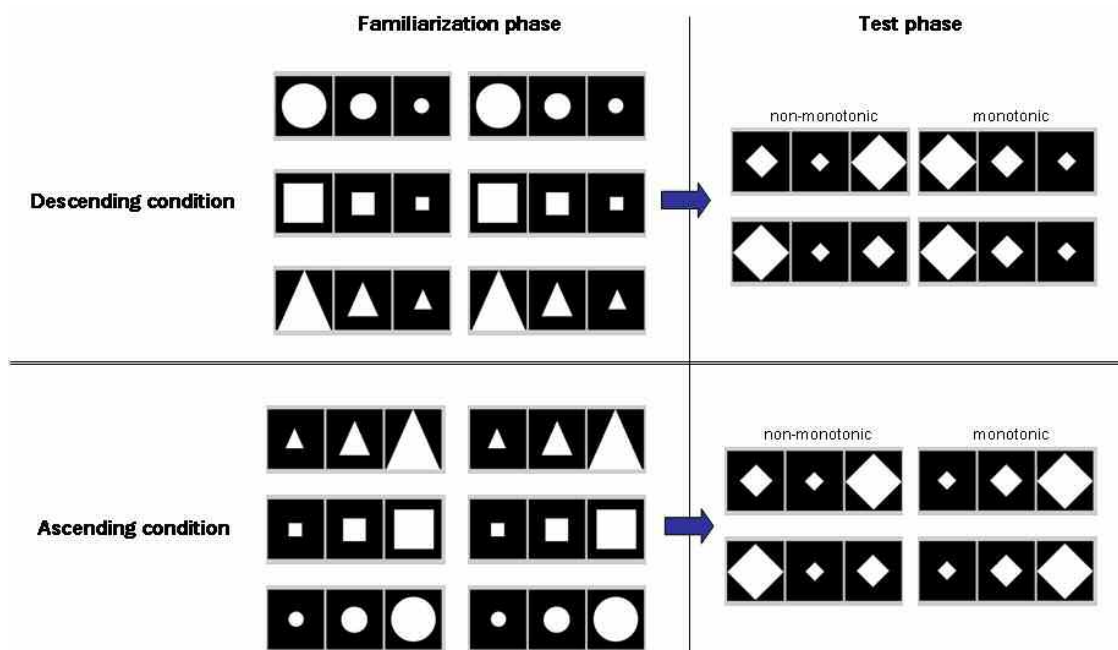 Familiarization phase
Test phase
non-monotonic
monotonic
Descending condition
non-monotonic
monotonic
Ascending condition